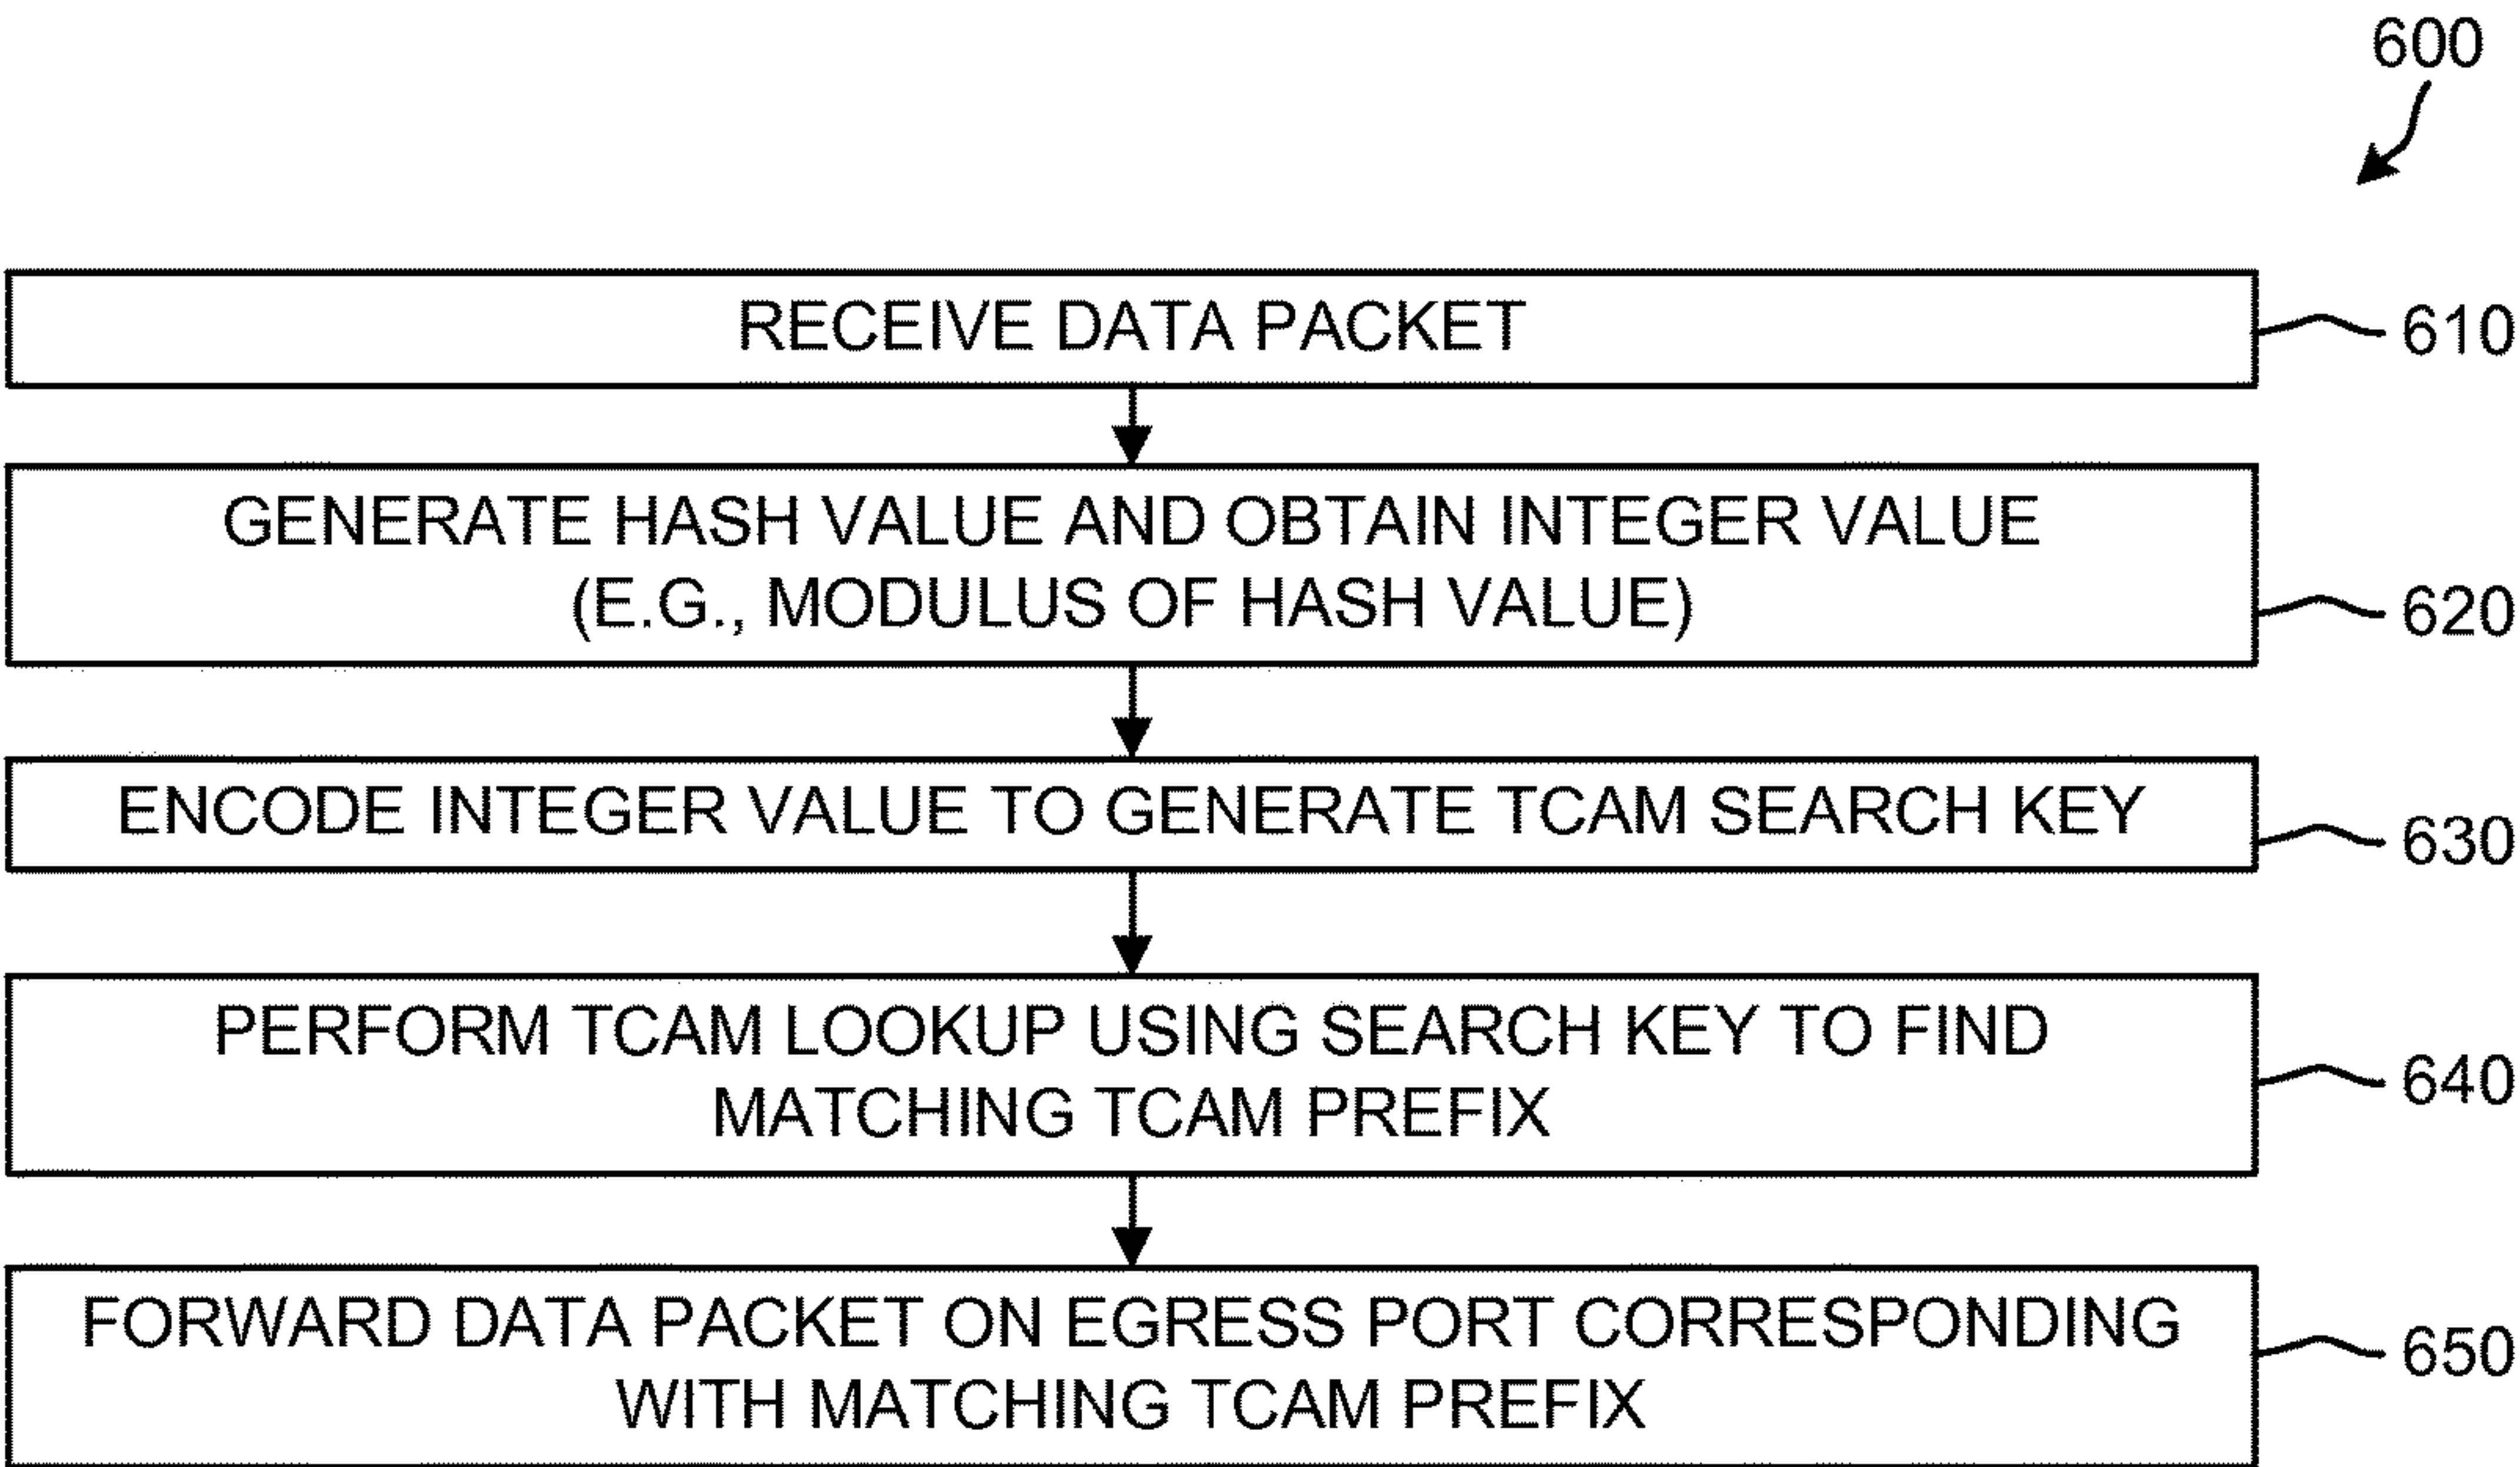 600
RECEIVE DATA PACKET
610
GENERATE HASH VALUE AND OBTAIN INTEGER VALUE
(E.G., MODULUS OF HASH VALUE)
620
ENCODE INTEGER VALUE TO GENERATE TCAM SEARCH KEY
630
PERFORM TCAM LOOKUP USING SEARCH KEY TO FIND
MATCHING TCAM PREFIX
640
FORWARD DATA PACKET ON EGRESS PORT CORRESPONDING
WITH MATCHING TCAM PREFIX
650